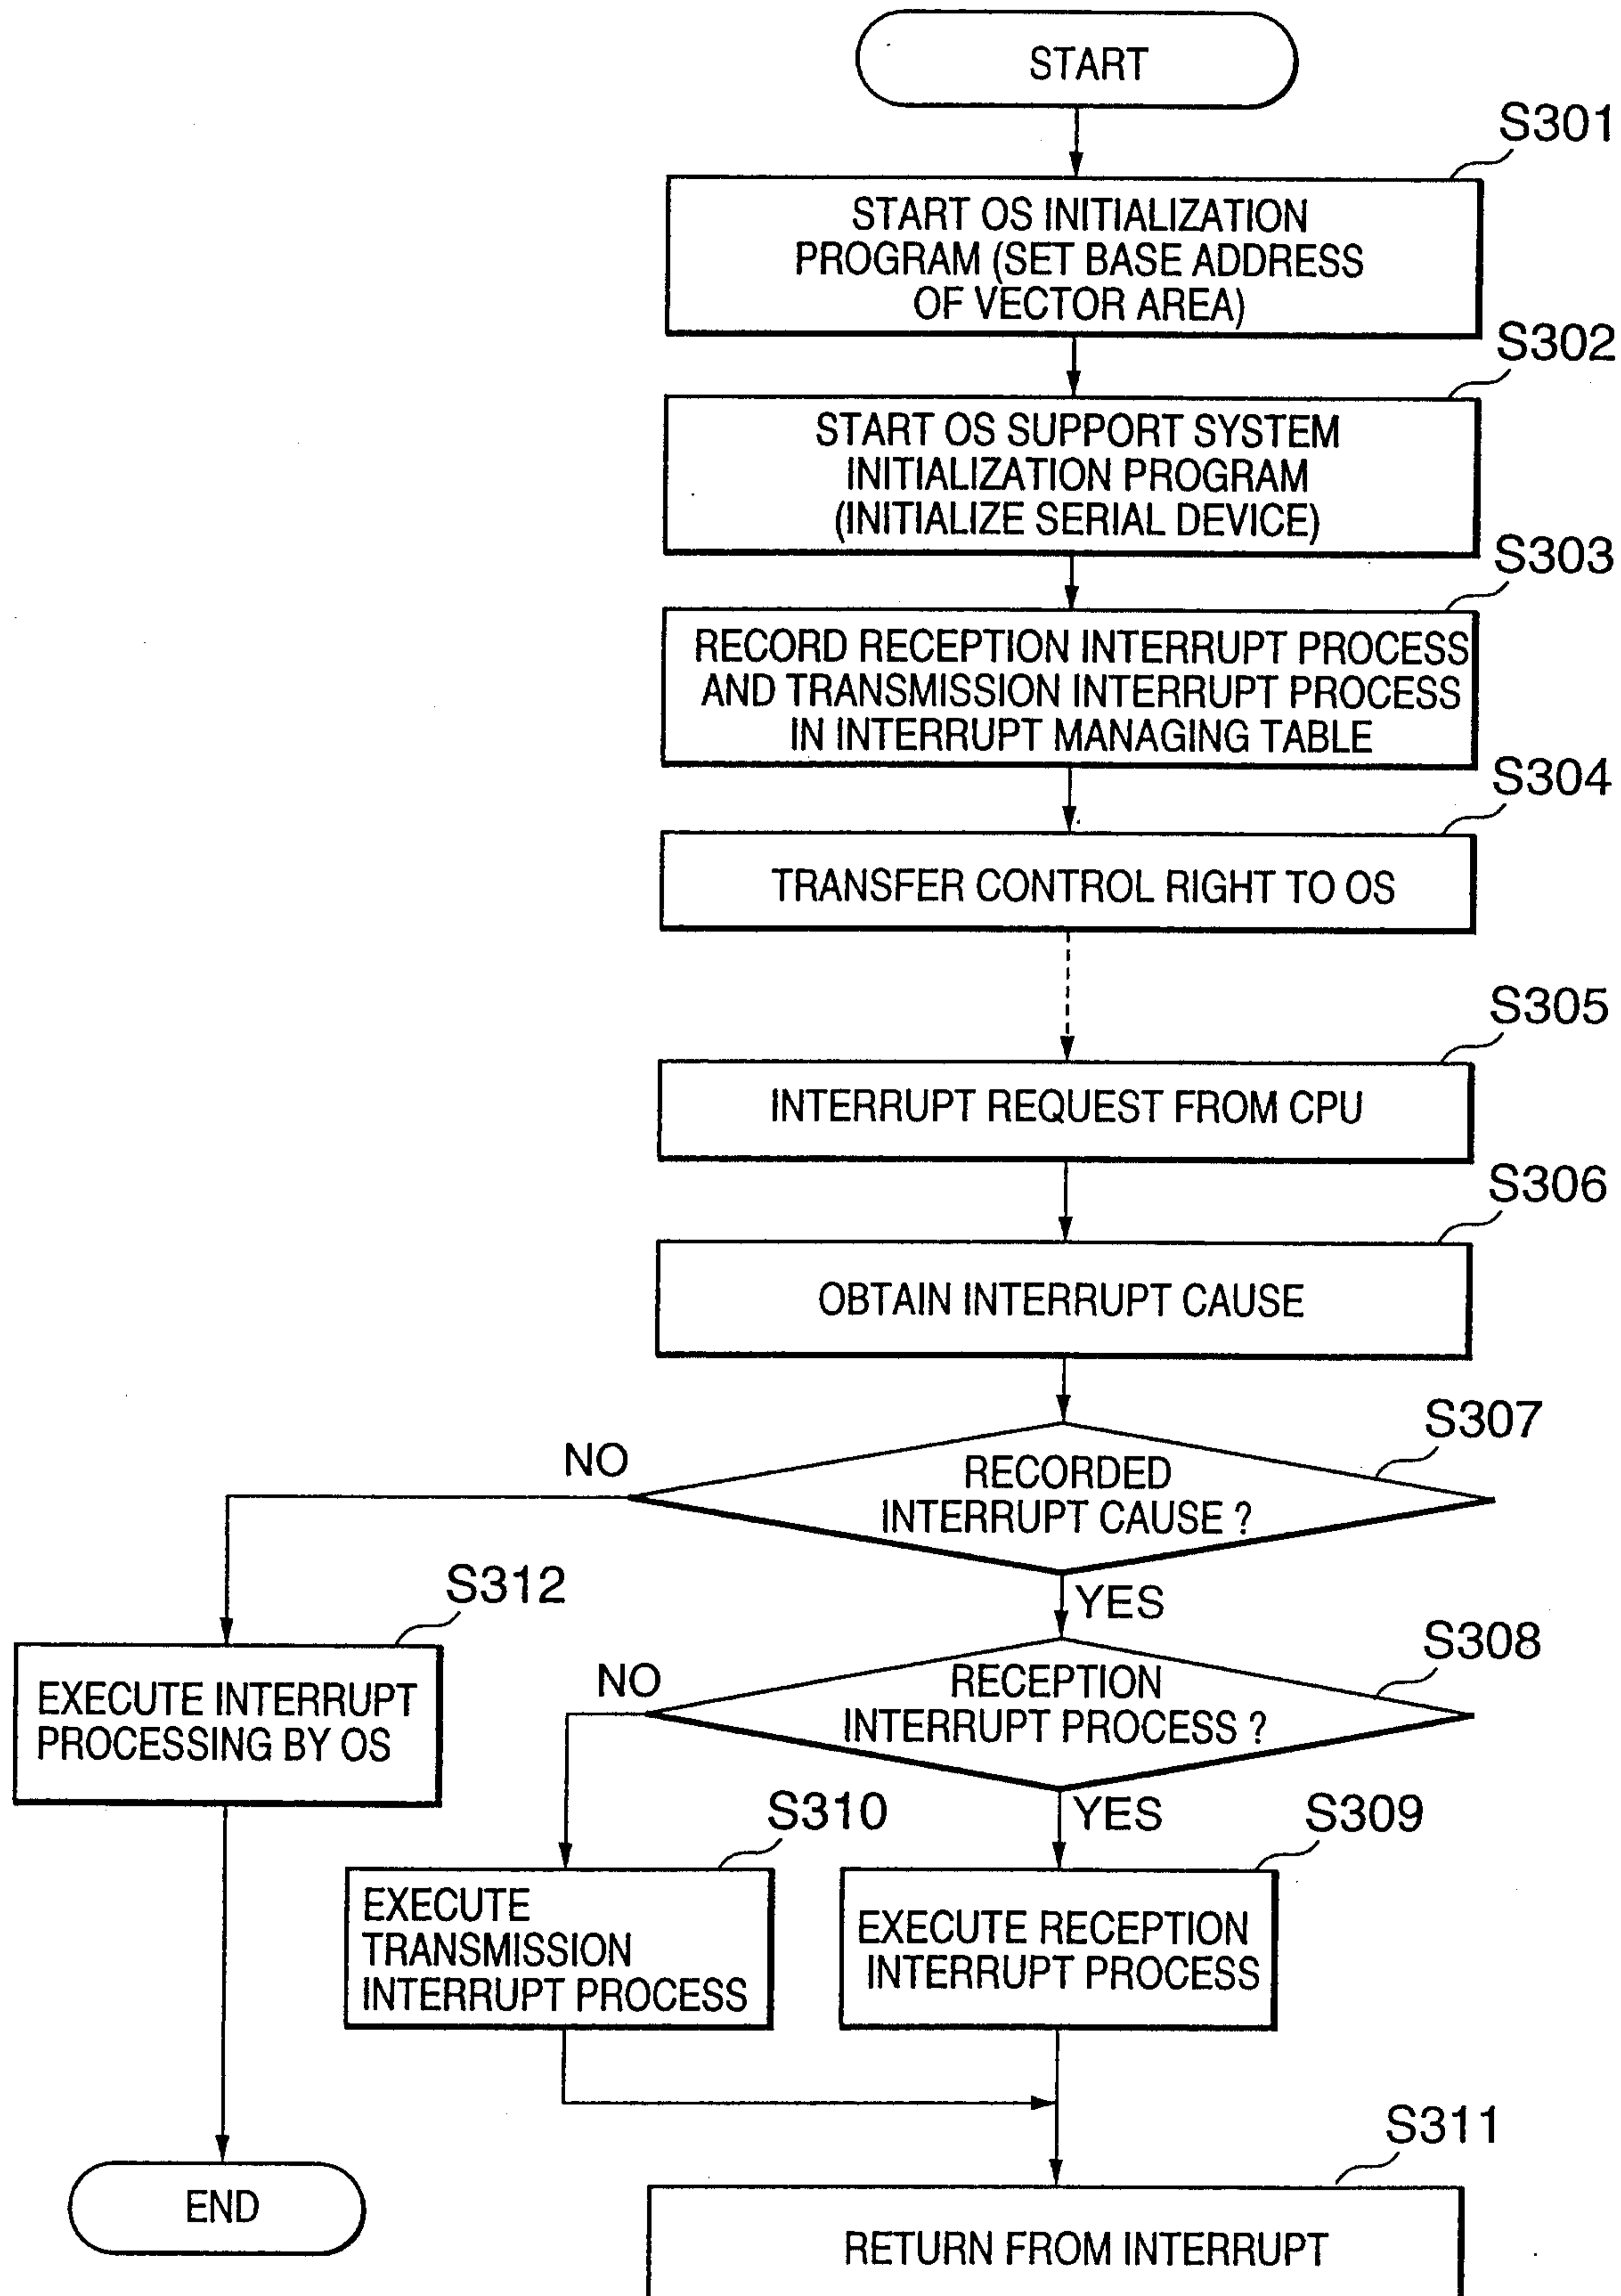 START
S301
START OS INITIALIZATION
PROGRAM (SET BASE ADDRESS
OF VECTOR AREA)
S302
START OS SUPPORT SYSTEM
INITIALIZATION PROGRAM
(INITIALIZE SERIAL DEVICE)
S303
RECORD RECEPTION INTERRUPT PROCESS
AND TRANSMISSION INTERRUPT PROCESS
IN INTERRUPT MANAGING TABLE
S304
TRANSFER CONTROL RIGHT TO OS
S305
INTERRUPT REQUEST FROM CPU
S306
OBTAIN INTERRUPT CAUSE
S307
NO
RECORDED
INTERRUPT CAUSE ?
YES
S312
EXECUTE INTERRUPT
PROCESSING BY OS
S308
NO
RECEPTION
INTERRUPT PROCESS ?
YES
S310
EXECUTE
TRANSMISSION
INTERRUPT PROCESS
S309
EXECUTE RECEPTION
INTERRUPT PROCESS
END
S311
RETURN FROM INTERRUPT